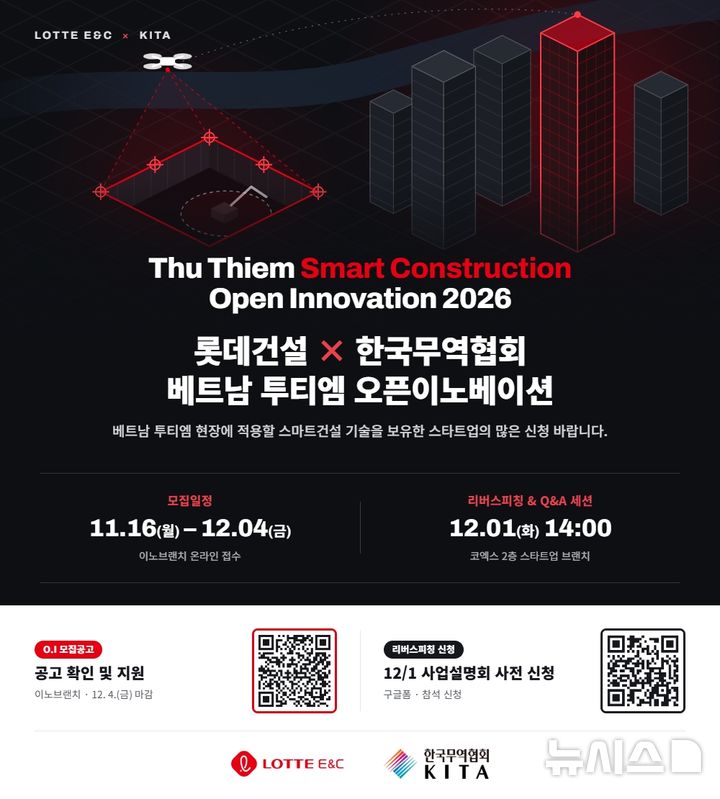 LOTTE E&C × KITA
Thu Thiem Smart Construction
Open Innovation 2026
롯데건설 × 한국무역협회
베트남 투티엠 오픈이노베이션
베트남 투티엠 현장에 적용할 스마트건설 기술을 보유한 스타트업의 많은 신청 바랍니다.
모집일정
11.16(월) – 12.04(금)
이노브랜치 온라인 접수
리버스피칭 & Q&A 세션
12.01(화) 14:00
코엑스 2층 스타트업 브랜치
O.I 모집공고
공고 확인 및 지원
이노브랜치 · 12. 4.(금) 마감
리버스피칭 신청
12/1 사업설명회 사전 신청
구글폼 · 참석 신청
LOTTE E&C
한국무역협회
KITA
뉴시스